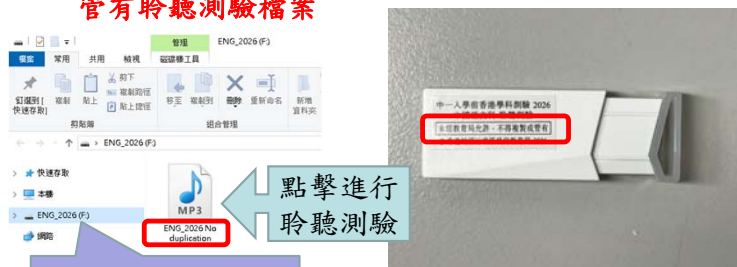 管有聆聽測驗檔案
管理
ENG_2026 (F:)
檔案
常用
共用
檢視
磁碟機工具
釘選到 [
快速存取]
複製
貼上
剪下
複製路徑
貼上捷徑
移至
複製到
刪除
重新命名
新增
資料夾
剪貼簿
組合管理
ENG_2026 (F:)
快速存取
本機
ENG_2026 (F:)
網路
MP3
ENG_2026 No
duplication
點擊進行
聆聽測驗
中一入學前香港學科測驗 2026
未經教育局允許,不得複製或管有